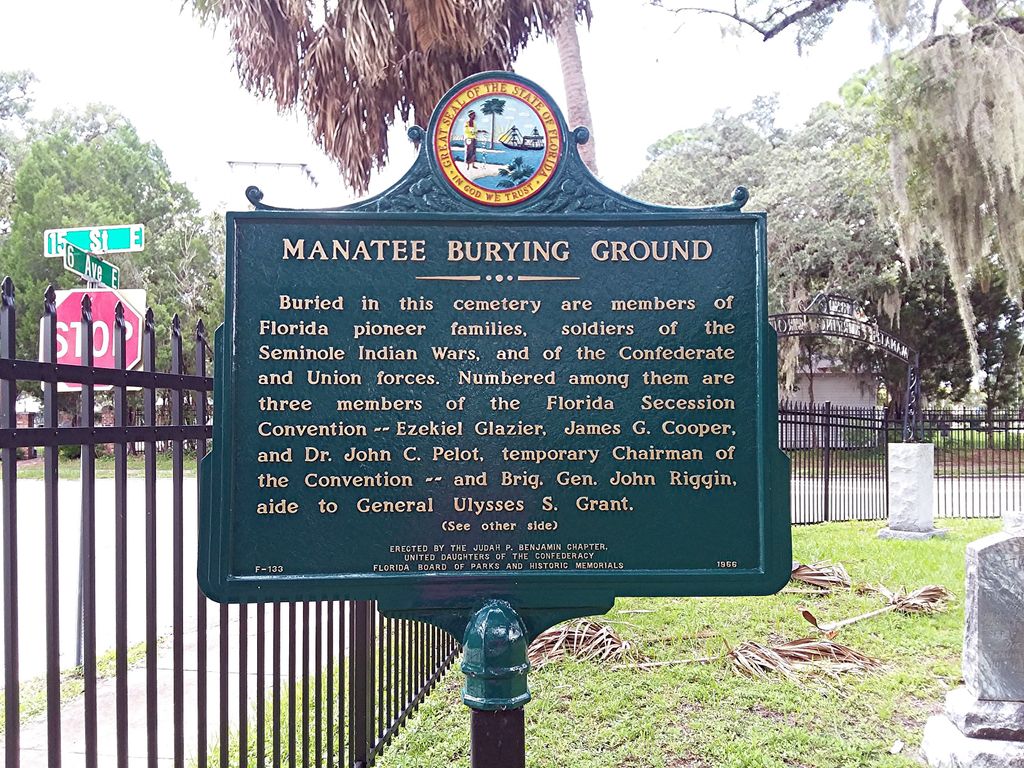 GREAT SEAL OF THE STATE OF FLORIDA
IN GOD WE TRUST
15 St E
6 Ave E
STOP
MANATEE BURYING GROUND
Buried in this cemetery are members of
Florida pioneer families, soldiers of the
Seminole Indian Wars, and of the Confederate
and Union forces. Numbered among them are
three members of the Florida Secession
Convention -- Ezekiel Glazier, James G. Cooper,
and Dr. John C. Pelot, temporary Chairman of
the Convention -- and Brig. Gen. John Riggin,
aide to General Ulysses S. Grant.
(See other side)
ERECTED BY THE JUDAH P. BENJAMIN CHAPTER,
UNITED DAUGHTERS OF THE CONFEDERACY
F-133 FLORIDA BOARD OF PARKS AND HISTORIC MEMORIALS 1966